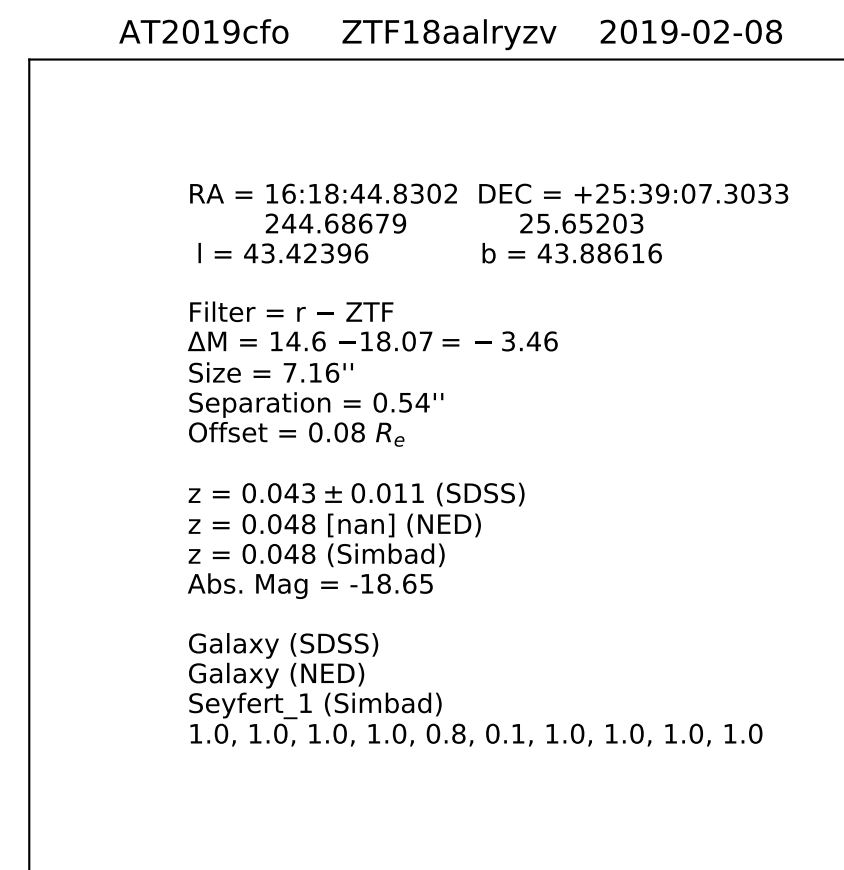 AT2019cfo ZTF18aalryzv 2019-02-08
RA = 16:18:44.8302 DEC = +25:39:07.3033
244.68679 25.65203
l = 43.42396 b = 43.88616
Filter = r − ZTF
ΔM = 14.6 −18.07 = − 3.46
Size = 7.16''
Separation = 0.54''
Offset = 0.08 Rₑ
z = 0.043 ± 0.011 (SDSS)
z = 0.048 [nan] (NED)
z = 0.048 (Simbad)
Abs. Mag = -18.65
Galaxy (SDSS)
Galaxy (NED)
Seyfert_1 (Simbad)
1.0, 1.0, 1.0, 1.0, 0.8, 0.1, 1.0, 1.0, 1.0, 1.0